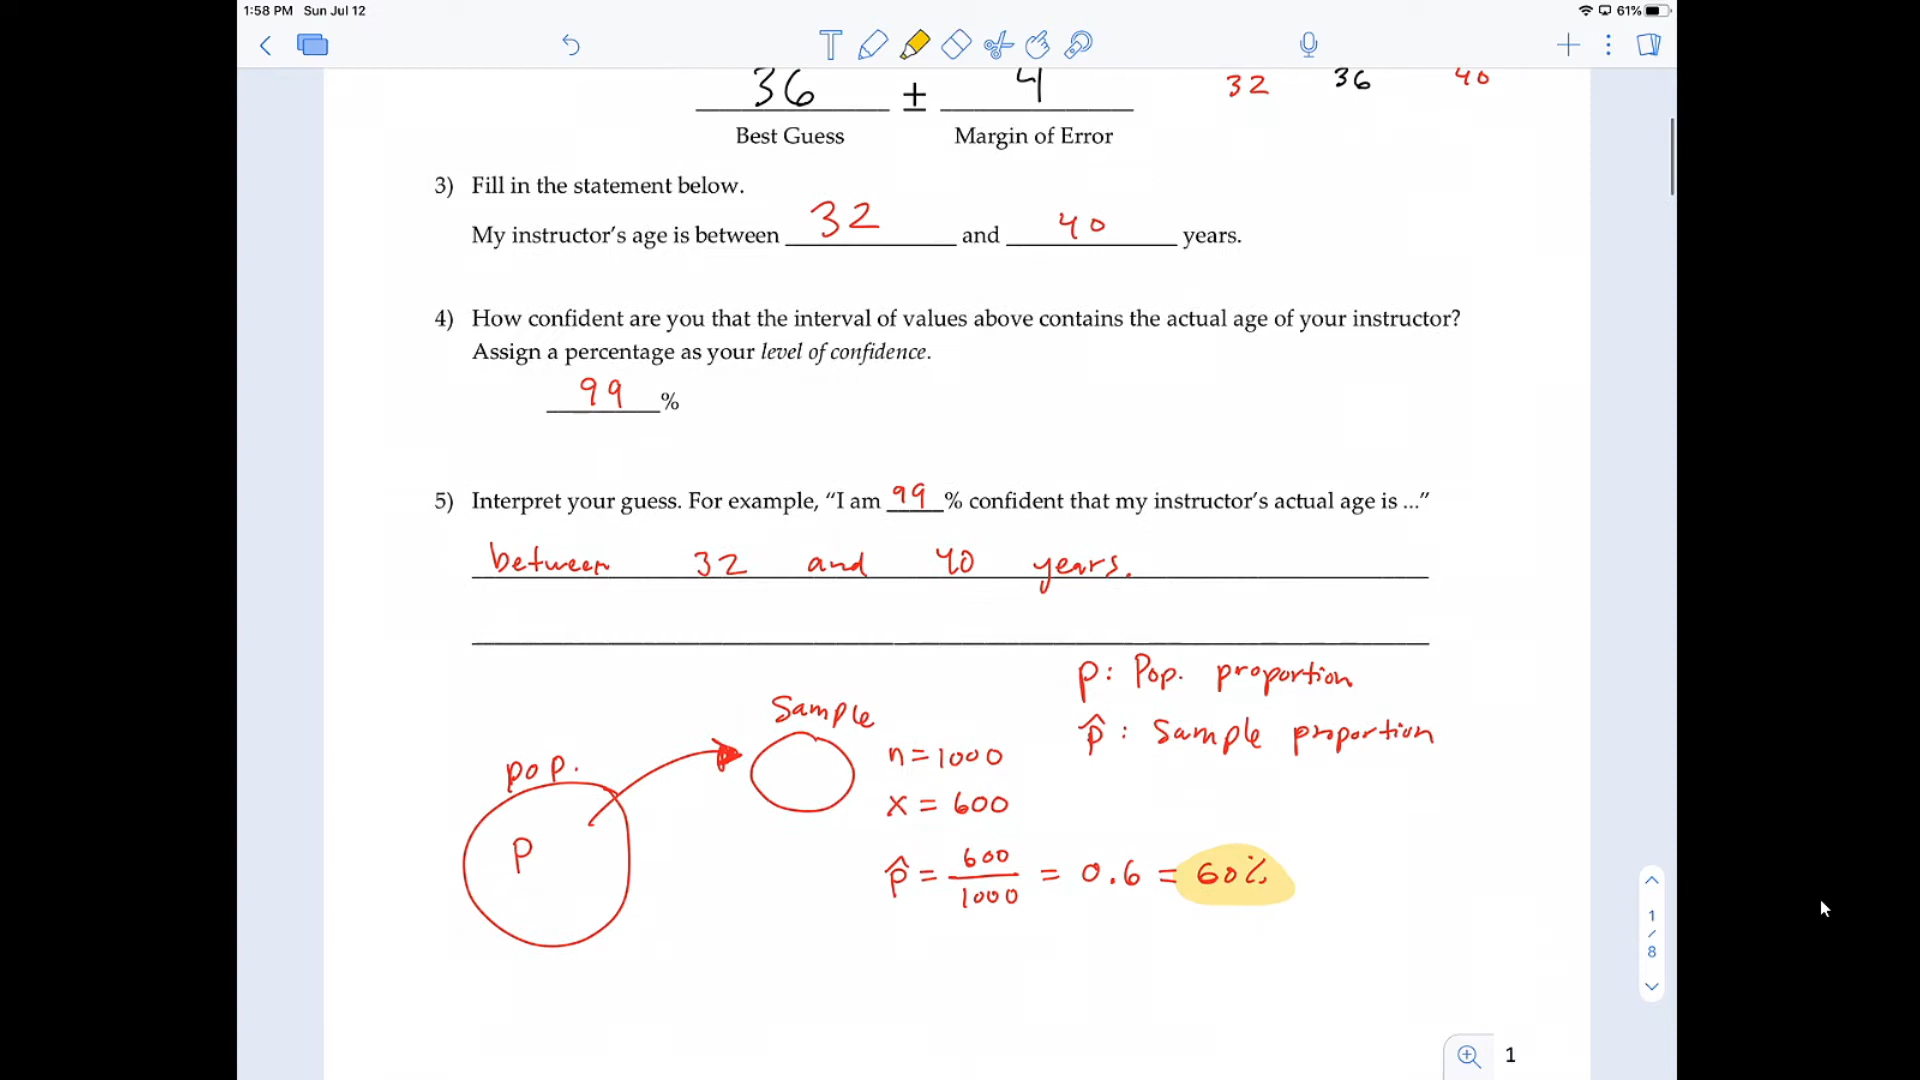 1:58 PM Sun Jul 12
61%
36 ± 4
32 36 40
Best Guess Margin of Error
3) Fill in the statement below.
My instructor's age is between 32 and 40 years.
4) How confident are you that the interval of values above contains the actual age of your instructor?
Assign a percentage as your level of confidence.
99 %
5) Interpret your guess. For example, “I am 99 % confident that my instructor's actual age is ...”
between 32 and 40 years.
p: Pop. proportion
p̂: Sample proportion
Sample
pop.
n = 1000
x = 600
P
p̂ = 600/1000 = 0.6 = 60%
1
/
8
1